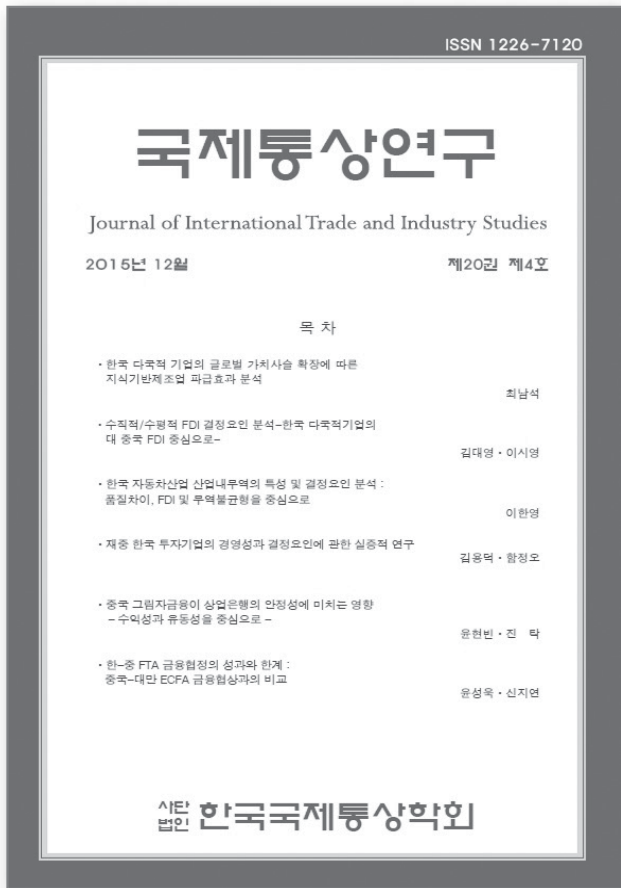 ISSN 1226-7120
국제통상연구
Journal of International Trade and Industry Studies
2015년 12월 제20권 제4호
목 차
• 한국 다국적 기업의 글로벌 가치사슬 확장에 따른
지식기반제조업 파급효과 분석
최남석
• 수직적/수평적 FDI 결정요인 분석-한국 다국적기업의
대 중국 FDI 중심으로-
김대영 • 이시영
• 한국 자동차산업 산업내무역의 특성 및 결정요인 분석 :
품질차이, FDI 및 무역불균형을 중심으로
이한영
• 재중 한국 투자기업의 경영성과 결정요인에 관한 실증적 연구
김용덕 • 함정오
• 중국 그림자금융이 상업은행의 안정성에 미치는 영향
- 수익성과 유동성을 중심으로 -
윤현빈 • 진 탁
• 한-중 FTA 금융협정의 성과와 한계 :
중국-대만 ECFA 금융협상과의 비교
윤성욱 • 신지연
사단
법인 한국국제통상학회